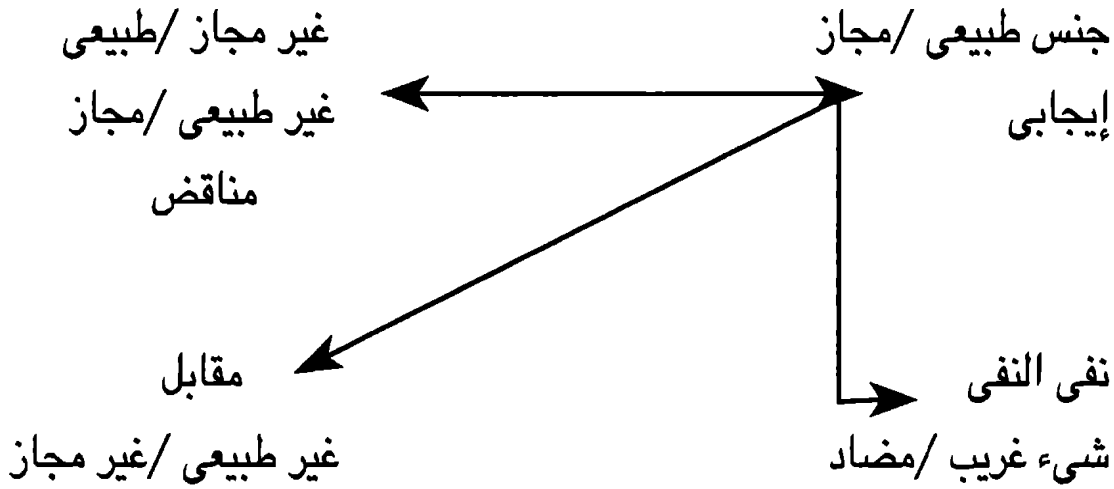 جنس طبيعى /مجاز
إيجابى
غير مجاز /طبيعى
غير طبيعى /مجاز
مناقض
نفى النفى
شىء غريب /مضاد
مقابل
غير طبيعى /غير مجاز